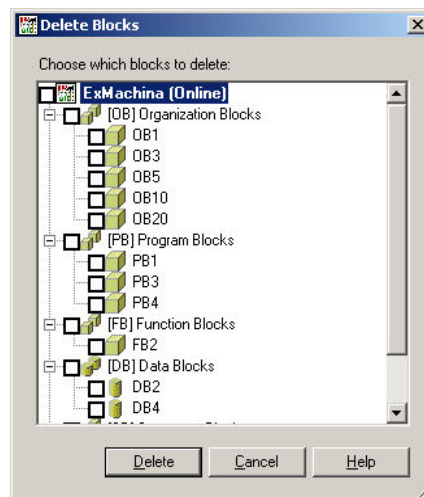 Delete Blocks
Choose which blocks to delete:
ExMachina (Online)
[OB] Organization Blocks
OB1
OB3
OB5
OB10
OB20
[PB] Program Blocks
PB1
PB3
PB4
[FB] Function Blocks
FB2
[DB] Data Blocks
DB2
DB4
Delete
Cancel
Help